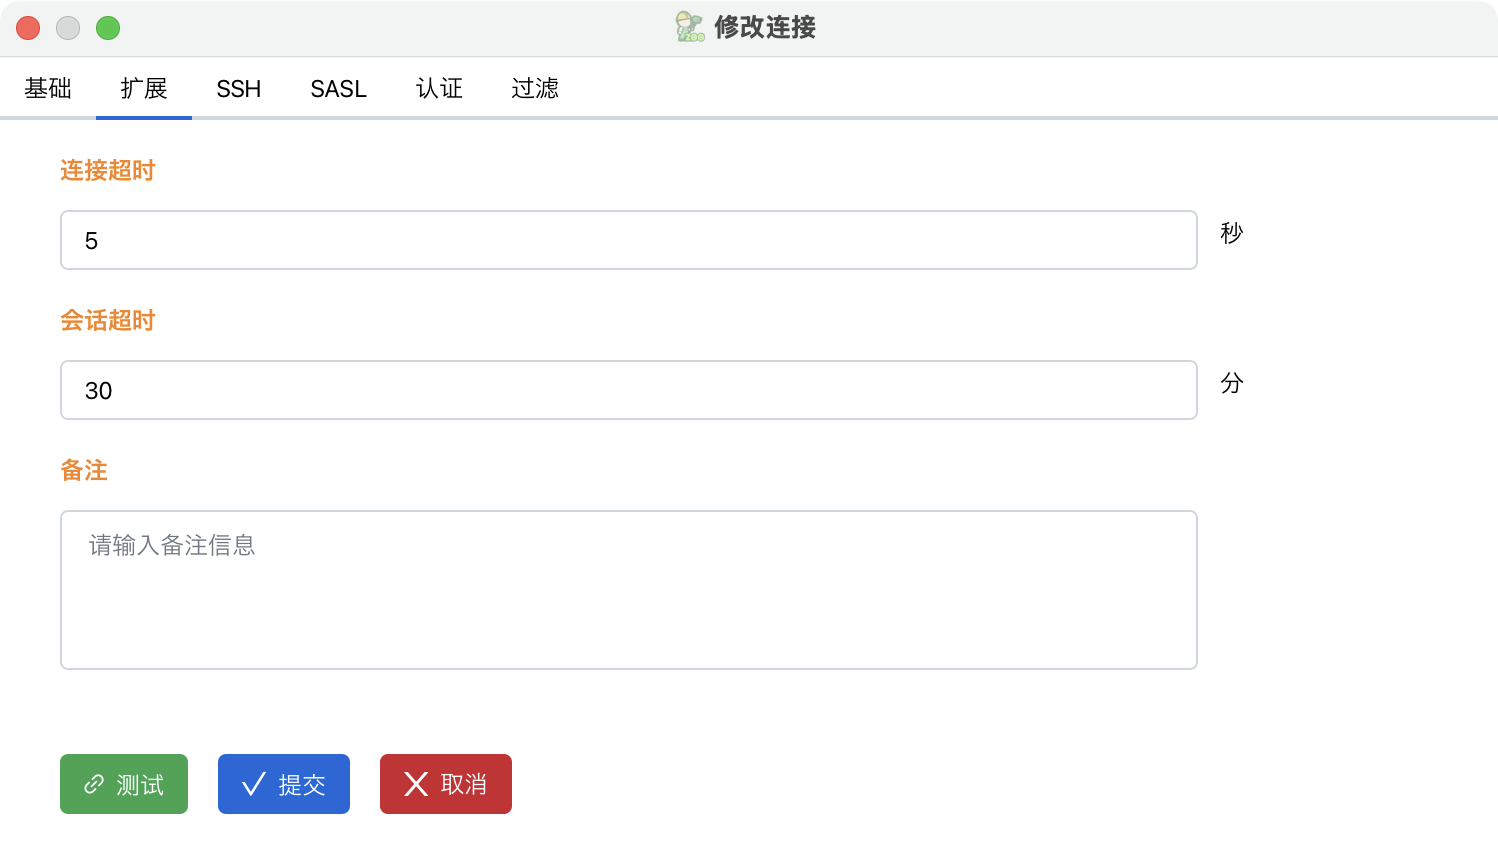 修改连接
基础 扩展 SSH SASL 认证 过滤
连接超时
5 秒
会话超时
30 分
备注
请输入备注信息
测试 提交 取消